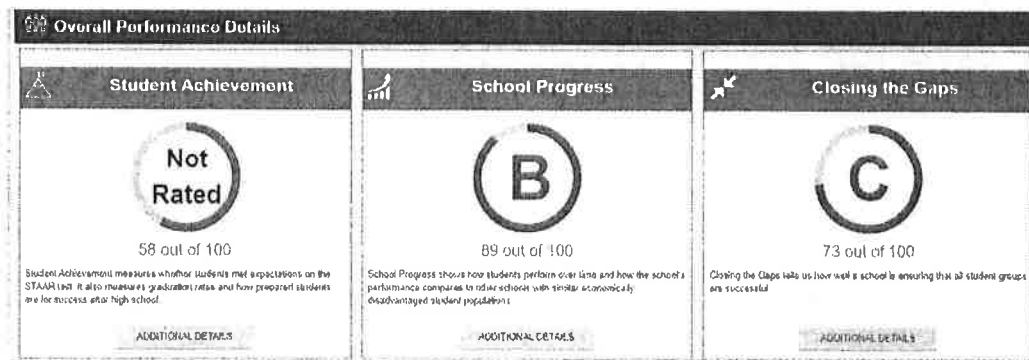 Overall Performance Details
Student Achievement
Not
Rated
58 out of 100
Student Achievement measures whether students met expectations on the
STAAR test. It also measures graduation rates and how prepared students
are for success after high school.
ADDITIONAL DETAILS
School Progress
B
89 out of 100
School Progress shows how students perform over time and how the school's
performance compares to other schools with similar economically
disadvantaged student populations.
ADDITIONAL DETAILS
Closing the Gaps
C
73 out of 100
Closing the Gaps tells us how well a school is ensuring that all student groups
are successful.
ADDITIONAL DETAILS